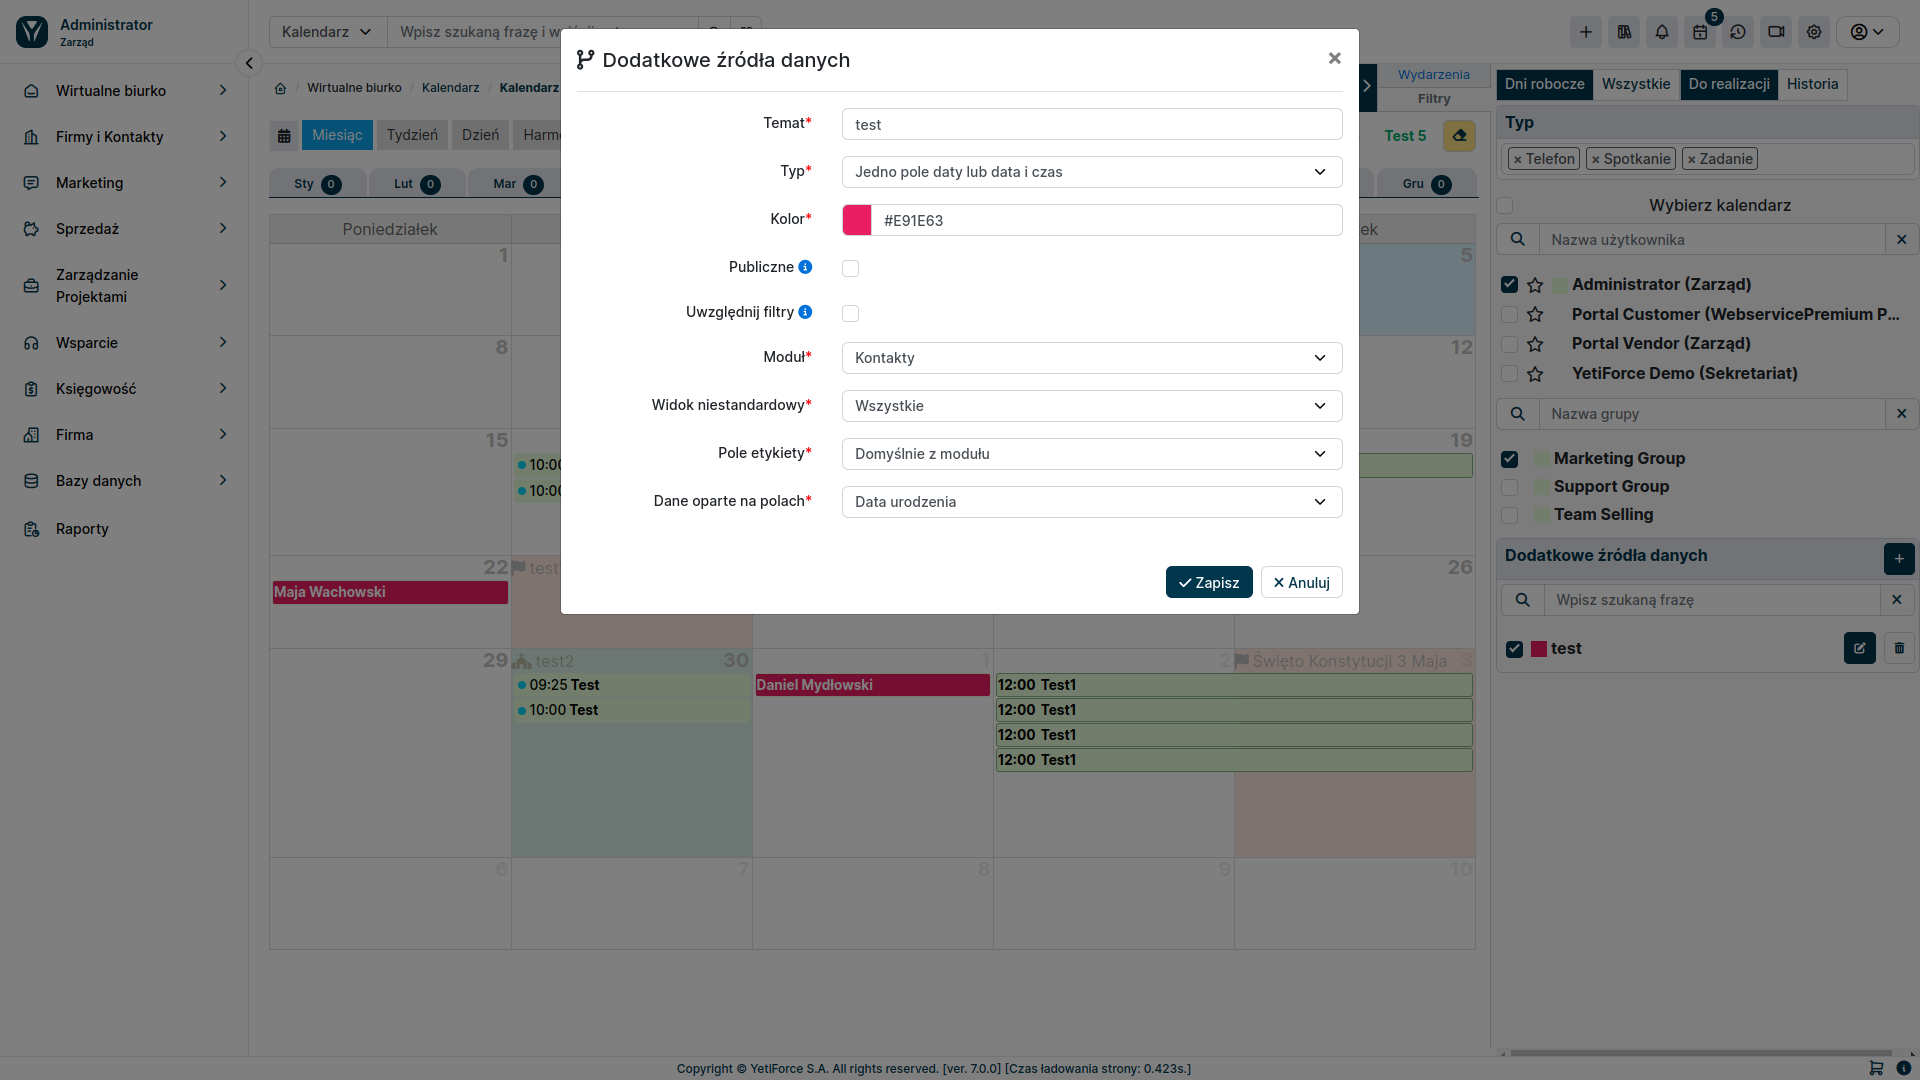 Administrator
Zarząd
Kalendarz
Wpisz szukaną frazę i
5
Wirtualne biurko
Firmy i Kontakty
Marketing
Sprzedaż
Zarządzanie
Projektami
Wsparcie
Księgowość
Firma
Bazy danych
Raporty
/ Wirtualne biurko / Kalendarz / Kalendarz
Miesiąc
Tydzień
Dzień
Sty 0
Lut 0
Mar 0
Gru 0
Test 5
Poniedziałek
1
5
8
12
15
10:00
10:00
19
22
Maja Wachowski
test
26
29
test2
30
09:25 Test
10:00 Test
1
Daniel Mydłowski
2
Święto Konstytucji 3 Maja
3
12:00 Test1
12:00 Test1
12:00 Test1
12:00 Test1
6
7
8
9
10
Dodatkowe źródła danych
×
Temat*
test
Typ*
Jedno pole daty lub data i czas
Kolor*
#E91E63
Publiczne
Uwzględnij filtry
Moduł*
Kontakty
Widok niestandardowy*
Wszystkie
Pole etykiety*
Domyślnie z modułu
Dane oparte na polach*
Data urodzenia
Zapisz
Anuluj
Wydarzenia
Filtry
Dni robocze
Wszystkie
Do realizacji
Historia
Typ
× Telefon
× Spotkanie
× Zadanie
Wybierz kalendarz
Nazwa użytkownika
Administrator (Zarząd)
Portal Customer (WebservicePremium P...
Portal Vendor (Zarząd)
YetiForce Demo (Sekretariat)
Nazwa grupy
Marketing Group
Support Group
Team Selling
Dodatkowe źródła danych
+
Wpisz szukaną frazę
test
Copyright © YetiForce S.A. All rights reserved. [ver. 7.0.0] [Czas ładowania strony: 0.423s.]